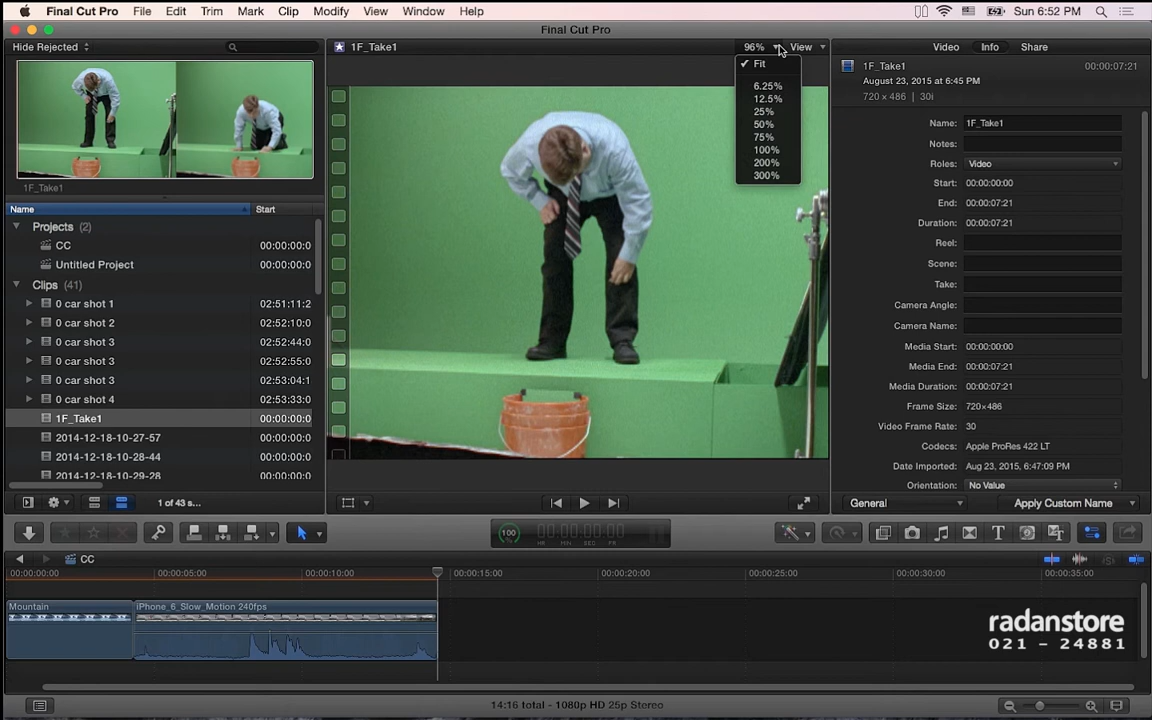 Final Cut Pro File Edit Trim Mark Clip Modify View Window Help Sun 6:52 PM
Final Cut Pro
Hide Rejected
1F_Take1
96% View
Video Info Share
Fit
6.25%
12.5%
25%
50%
75%
100%
200%
300%
1F_Take1
Name Start
Projects (2)
CC 00:00:00:0
Untitled Project 00:00:00:0
Clips (41)
0 car shot 1 02:51:11:2
0 car shot 2 02:52:10:0
0 car shot 3 02:52:44:0
0 car shot 3 02:52:55:0
0 car shot 3 02:53:04:1
0 car shot 4 02:53:33:0
1F_Take1 00:00:00:0
2014-12-18-10-27-57 00:00:00:0
2014-12-18-10-28-44 00:00:00:0
2014-12-18-10-29-28 00:00:00:0
1 of 43 s...
1F_Take1 00:00:07:21
August 23, 2015 at 6:45 PM
720 × 486 | 30i
Name: 1F_Take1
Notes:
Roles: Video
Start: 00:00:00:00
End: 00:00:07:21
Duration: 00:00:07:21
Reel:
Scene:
Take:
Camera Angle:
Camera Name:
Media Start: 00:00:00:00
Media End: 00:00:07:21
Media Duration: 00:00:07:21
Frame Size: 720×486
Video Frame Rate: 30
Codecs: Apple ProRes 422 LT
Date Imported: Aug 23, 2015, 6:47:09 PM
Orientation: No Value
General Apply Custom Name
100 00:00:00:00
HR MIN SEC FR
CC
00:00:00:00 00:00:05:00 00:00:10:00 00:00:15:00 00:00:20:00 00:00:25:00 00:00:30:00 00:00:35:00
Mountain iPhone_6_Slow_Motion 240fps
radanstore
021 - 24881
14:16 total - 1080p HD 25p Stereo